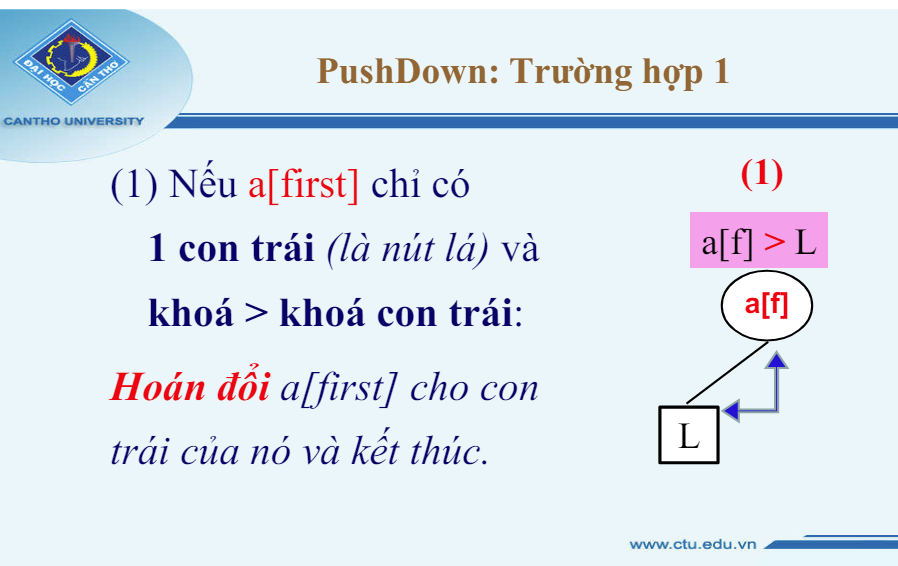 ĐẠI HỌC CẦN THƠ
CANTHO UNIVERSITY
PushDown: Trường hợp 1
(1) Nếu a[first] chỉ có
1 con trái (là nút lá) và
khoá > khoá con trái:
Hoán đổi a[first] cho con
trái của nó và kết thúc.
(1)
a[f] > L
a[f]
L
www.ctu.edu.vn